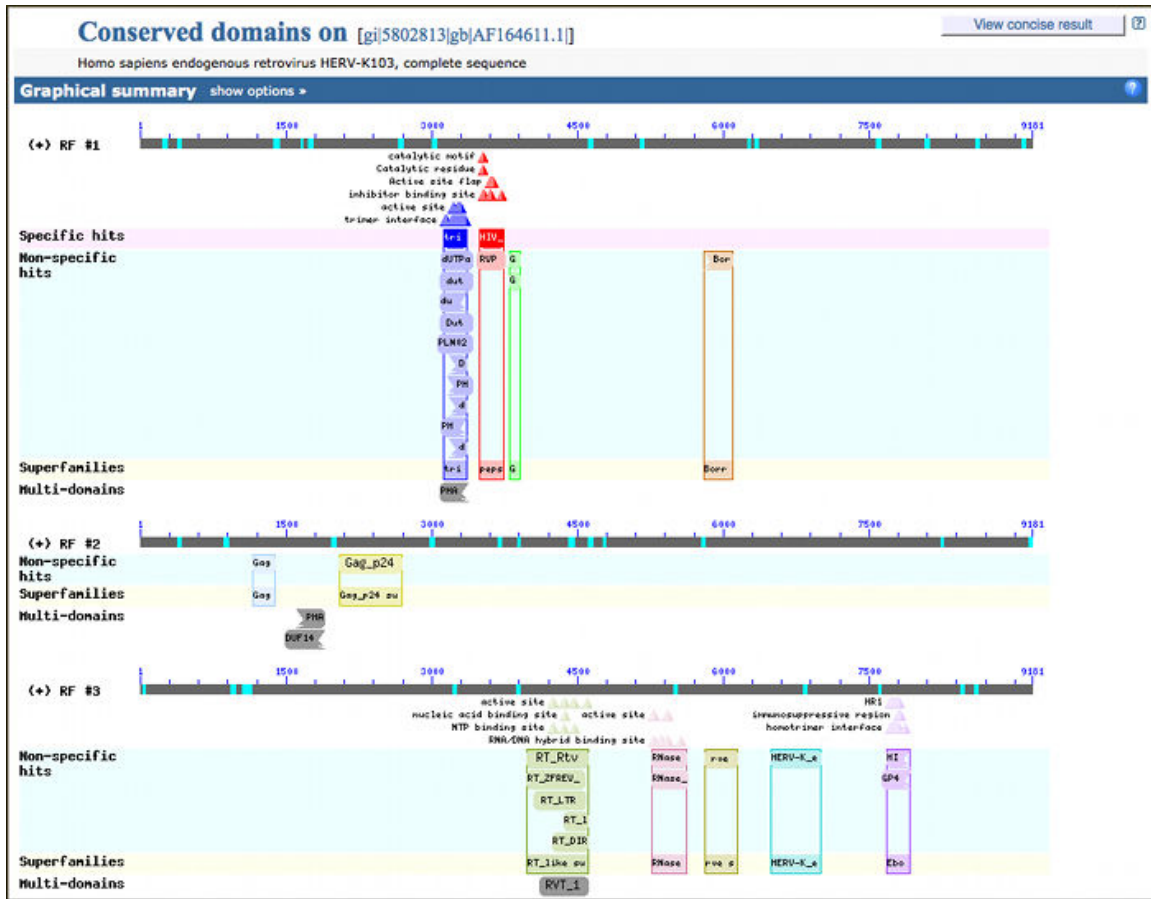 Conserved domains on [gi|5802813|gb|AF164611.1|]
View concise result ?
Homo sapiens endogenous retrovirus HERV-K103, complete sequence
Graphical summary show options » ?
1 1500 3000 4500 6000 7500 9181
(+) RF #1
catalytic motif
Catalytic residue
Active site flap
inhibitor binding site
active site
trimer interface
Specific hits tri HIV_
Non-specific hits dUTPa RVP G Bor
dut G
du
Dut
PLN02
D
PH
d
PH
d
Superfamilies tri peps G Borr
Multi-domains PHA
1 1500 3000 4500 6000 7500 9181
(+) RF #2
Non-specific hits Gag Gag_p24
Superfamilies Gag Gag_p24 su
Multi-domains PHA
DUF14
1 1500 3000 4500 6000 7500 9181
(+) RF #3
active site HR1
nucleic acid binding site active site immunosuppressive region
NTP binding site homotrimer interface
RNA/DNA hybrid binding site
Non-specific hits RT_Rtv RNase rve HERV-K_e HI
RT_ZFREV_ RNase_ GP4
RT_LTR
RT_1
RT_DIR
Superfamilies RT_like su RNase rve s HERV-K_e Ebo
Multi-domains RVT_1